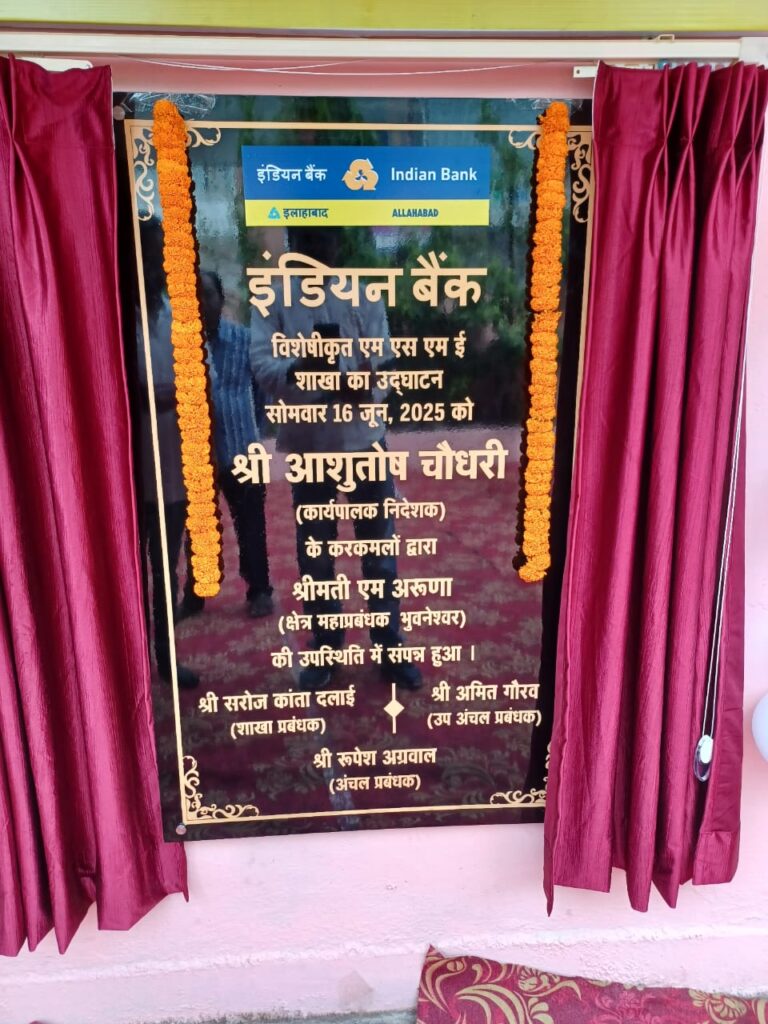 इंडियन बैंक Indian Bank
इलाहाबाद ALLAHABAD
इंडियन बैंक
विशेषीकृत एम एस एम ई
शाखा का उद्‌घाटन
सोमवार 16 जून, 2025 को
श्री आशुतोष चौधरी
(कार्यपालक निदेशक)
के करकमलों द्वारा
श्रीमती एम अरूणा
(क्षेत्र महाप्रबंधक भुवनेश्वर)
की उपस्थिति में संपन्न हुआ ।
श्री सरोज कांता दलाई
(शाखा प्रबंधक)
श्री अमित गौरव
(उप अंचल प्रबंधक)
श्री रूपेश अग्रवाल
(अंचल प्रबंधक)